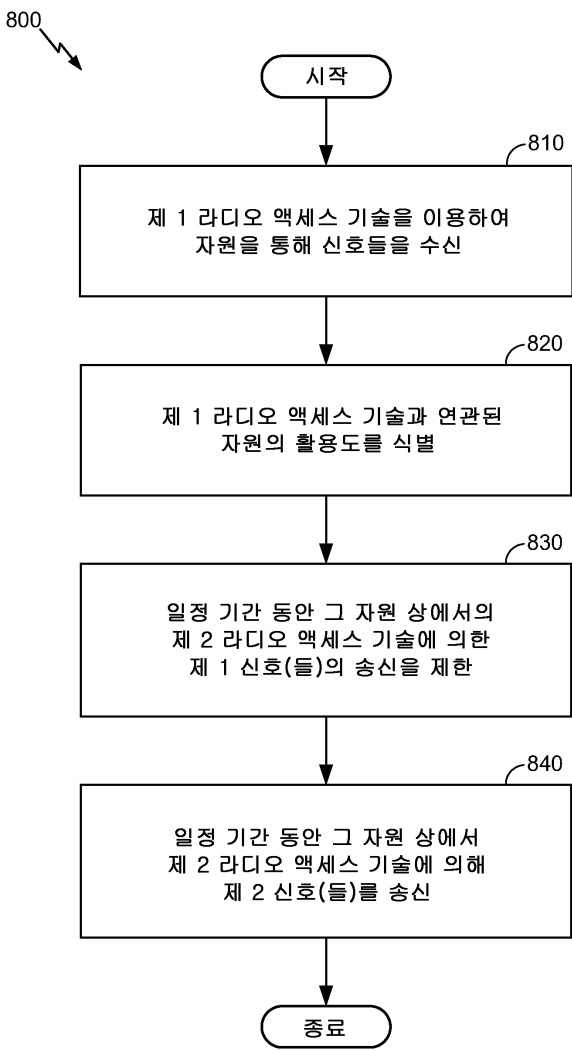 800
시작
810
제 1 라디오 액세스 기술을 이용하여
자원을 통해 신호들을 수신
820
제 1 라디오 액세스 기술과 연관된
자원의 활용도를 식별
830
일정 기간 동안 그 자원 상에서의
제 2 라디오 액세스 기술에 의한
제 1 신호(들)의 송신을 제한
840
일정 기간 동안 그 자원 상에서
제 2 라디오 액세스 기술에 의해
제 2 신호(들)를 송신
종료